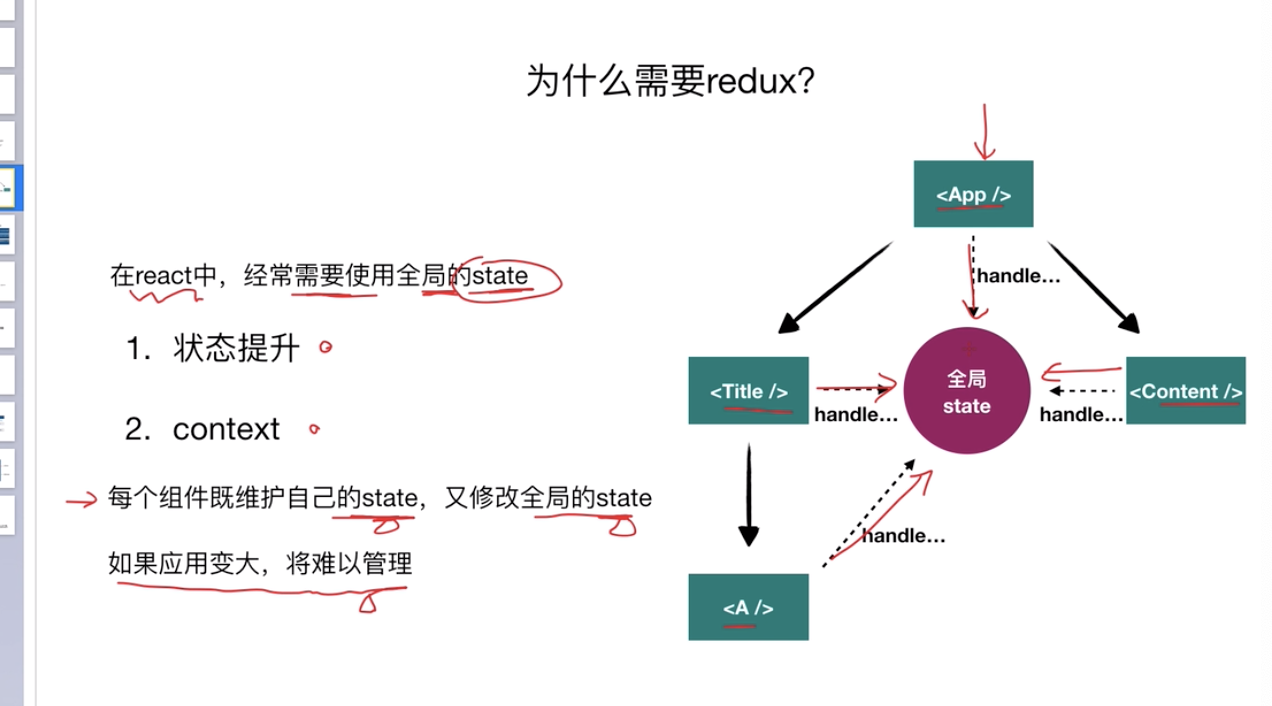 为什么需要redux?
在react中，经常需要使用全局的state
1. 状态提升
2. context
每个组件既维护自己的state，又修改全局的state
如果应用变大，将难以管理
<App />
handle...
<Title />
handle...
全局
state
handle...
<Content />
handle...
<A />